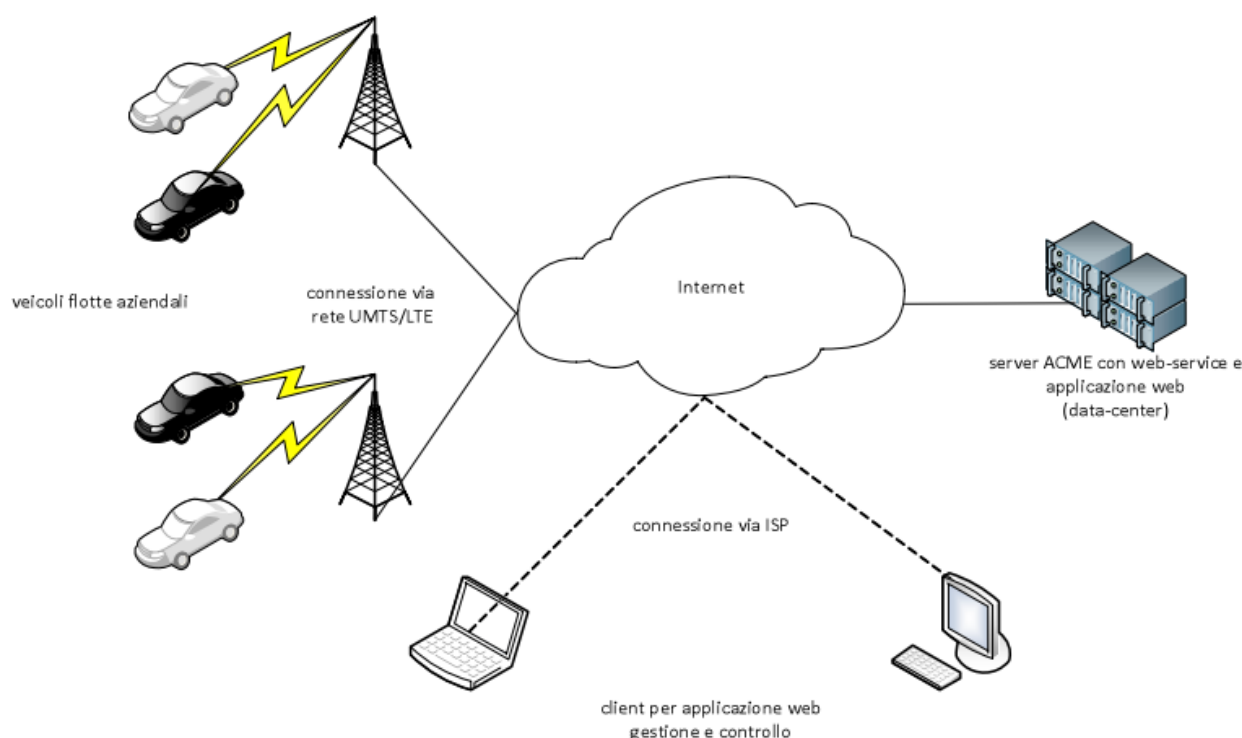 veicoli flotte aziendali
connessione via
rete UMTS/LTE
Internet
server ACME con web-service e
applicazione web
(data-center)
connessione via ISP
client per applicazione web
gestione e controllo